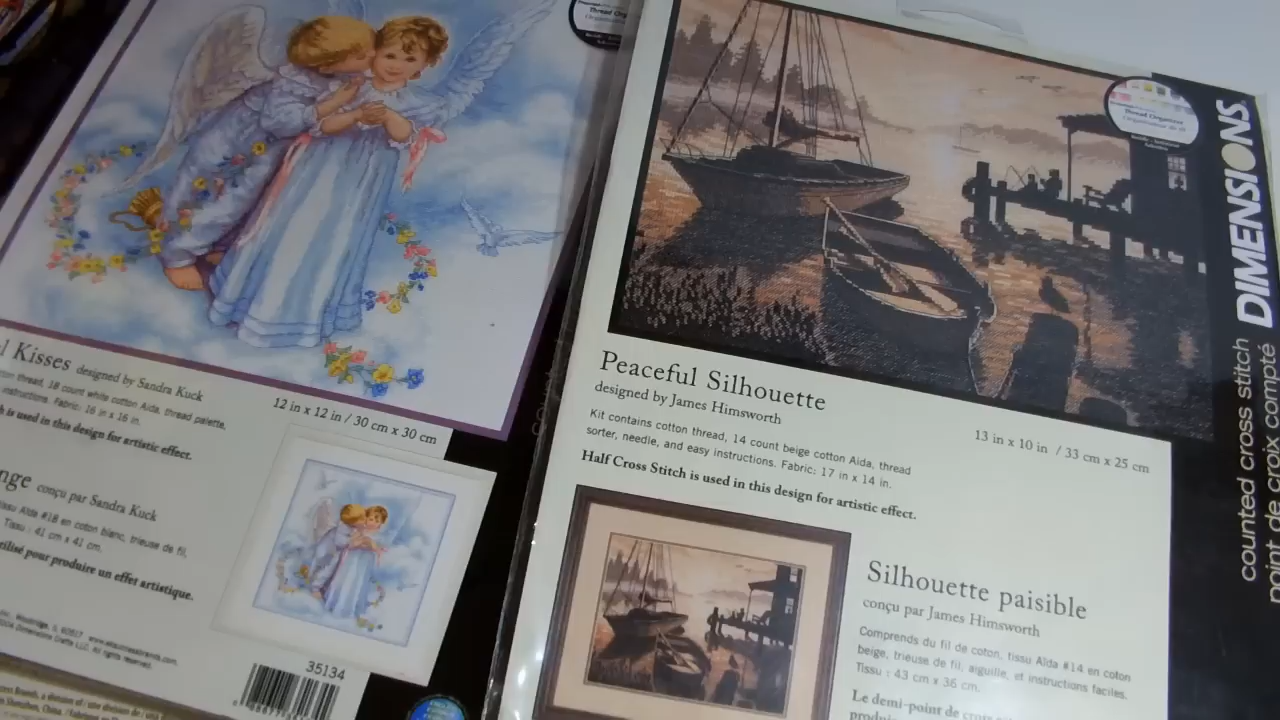 l Kisses designed by Sandra Kuck
thread, 18 count white cotton Aida, thread palette,
instructions. Fabric: 16 in x 16 in.
is used in this design for artistic effect.
12 in x 12 in / 30 cm x 30 cm
nge conçu par Sandra Kuck
tissu Aïda #18 en coton blanc, trieuse de fil,
Tissu : 41 cm x 41 cm.
utilisé pour produire un effet artistique.
35134
Thread Organizer
Peaceful Silhouette
designed by James Himsworth
Kit contains cotton thread, 14 count beige cotton Aida, thread
sorter, needle, and easy instructions. Fabric: 17 in x 14 in.
Half Cross Stitch is used in this design for artistic effect.
13 in x 10 in / 33 cm x 25 cm
Silhouette paisible
conçu par James Himsworth
Comprends du fil de coton, tissu Aïda #14 en coton
beige, trieuse de fil, aiguille, et instructions faciles.
Tissu : 43 cm x 36 cm.
Le demi-point de
DIMENSIONS
counted cross stitch
point de croix compté